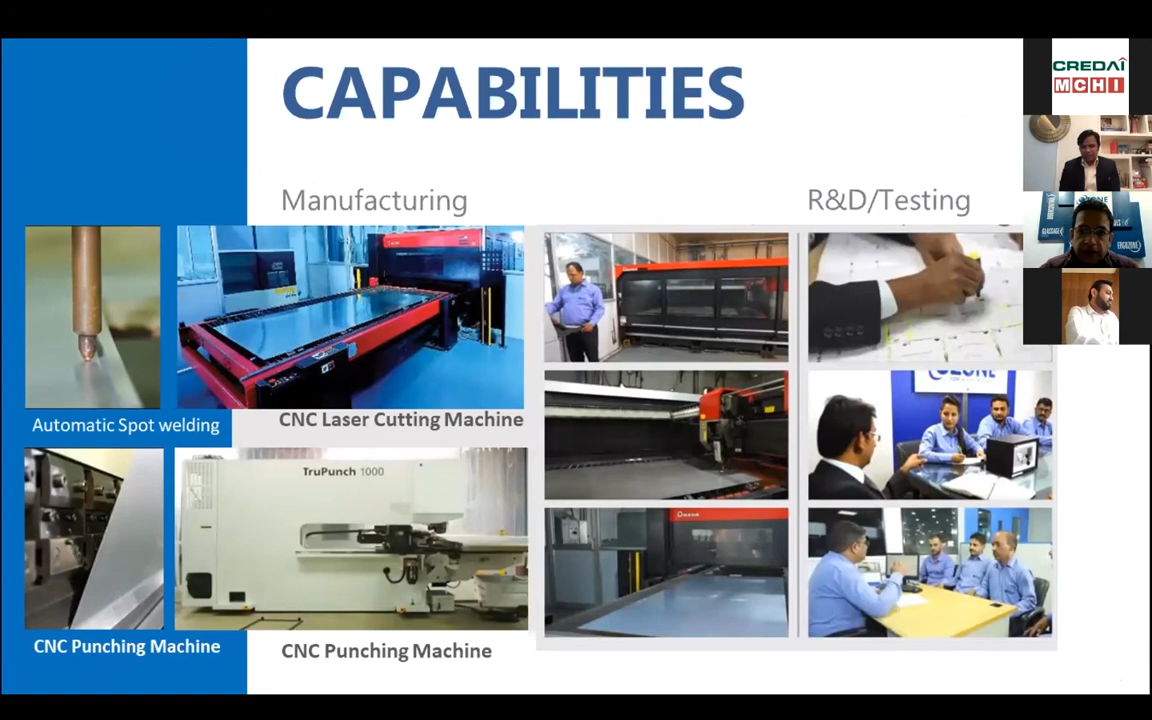 CAPABILITIES
CREDAI
MCHI
Manufacturing
R&D/Testing
Automatic Spot welding
CNC Laser Cutting Machine
TruPunch 1000
CNC Punching Machine
CNC Punching Machine